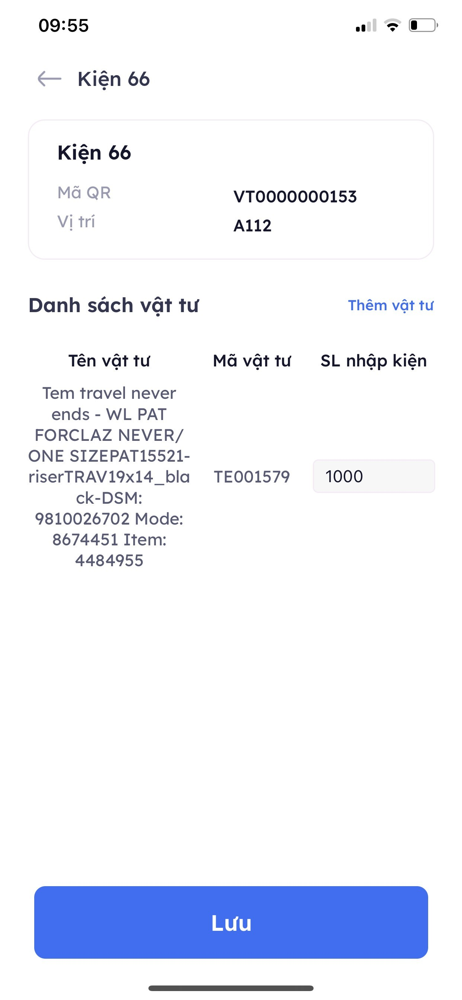 09:55
Kiện 66
Kiện 66
Mã QR VT0000000153
Vị trí A112
Danh sách vật tư Thêm vật tư
Tên vật tư Mã vật tư SL nhập kiện
Tem travel never
ends - WL PAT
FORCLAZ NEVER/
ONE SIZEPAT15521-
riserTRAV19x14_bla
ck-DSM:
9810026702 Mode:
8674451 Item:
4484955
TE001579
1000
Lưu